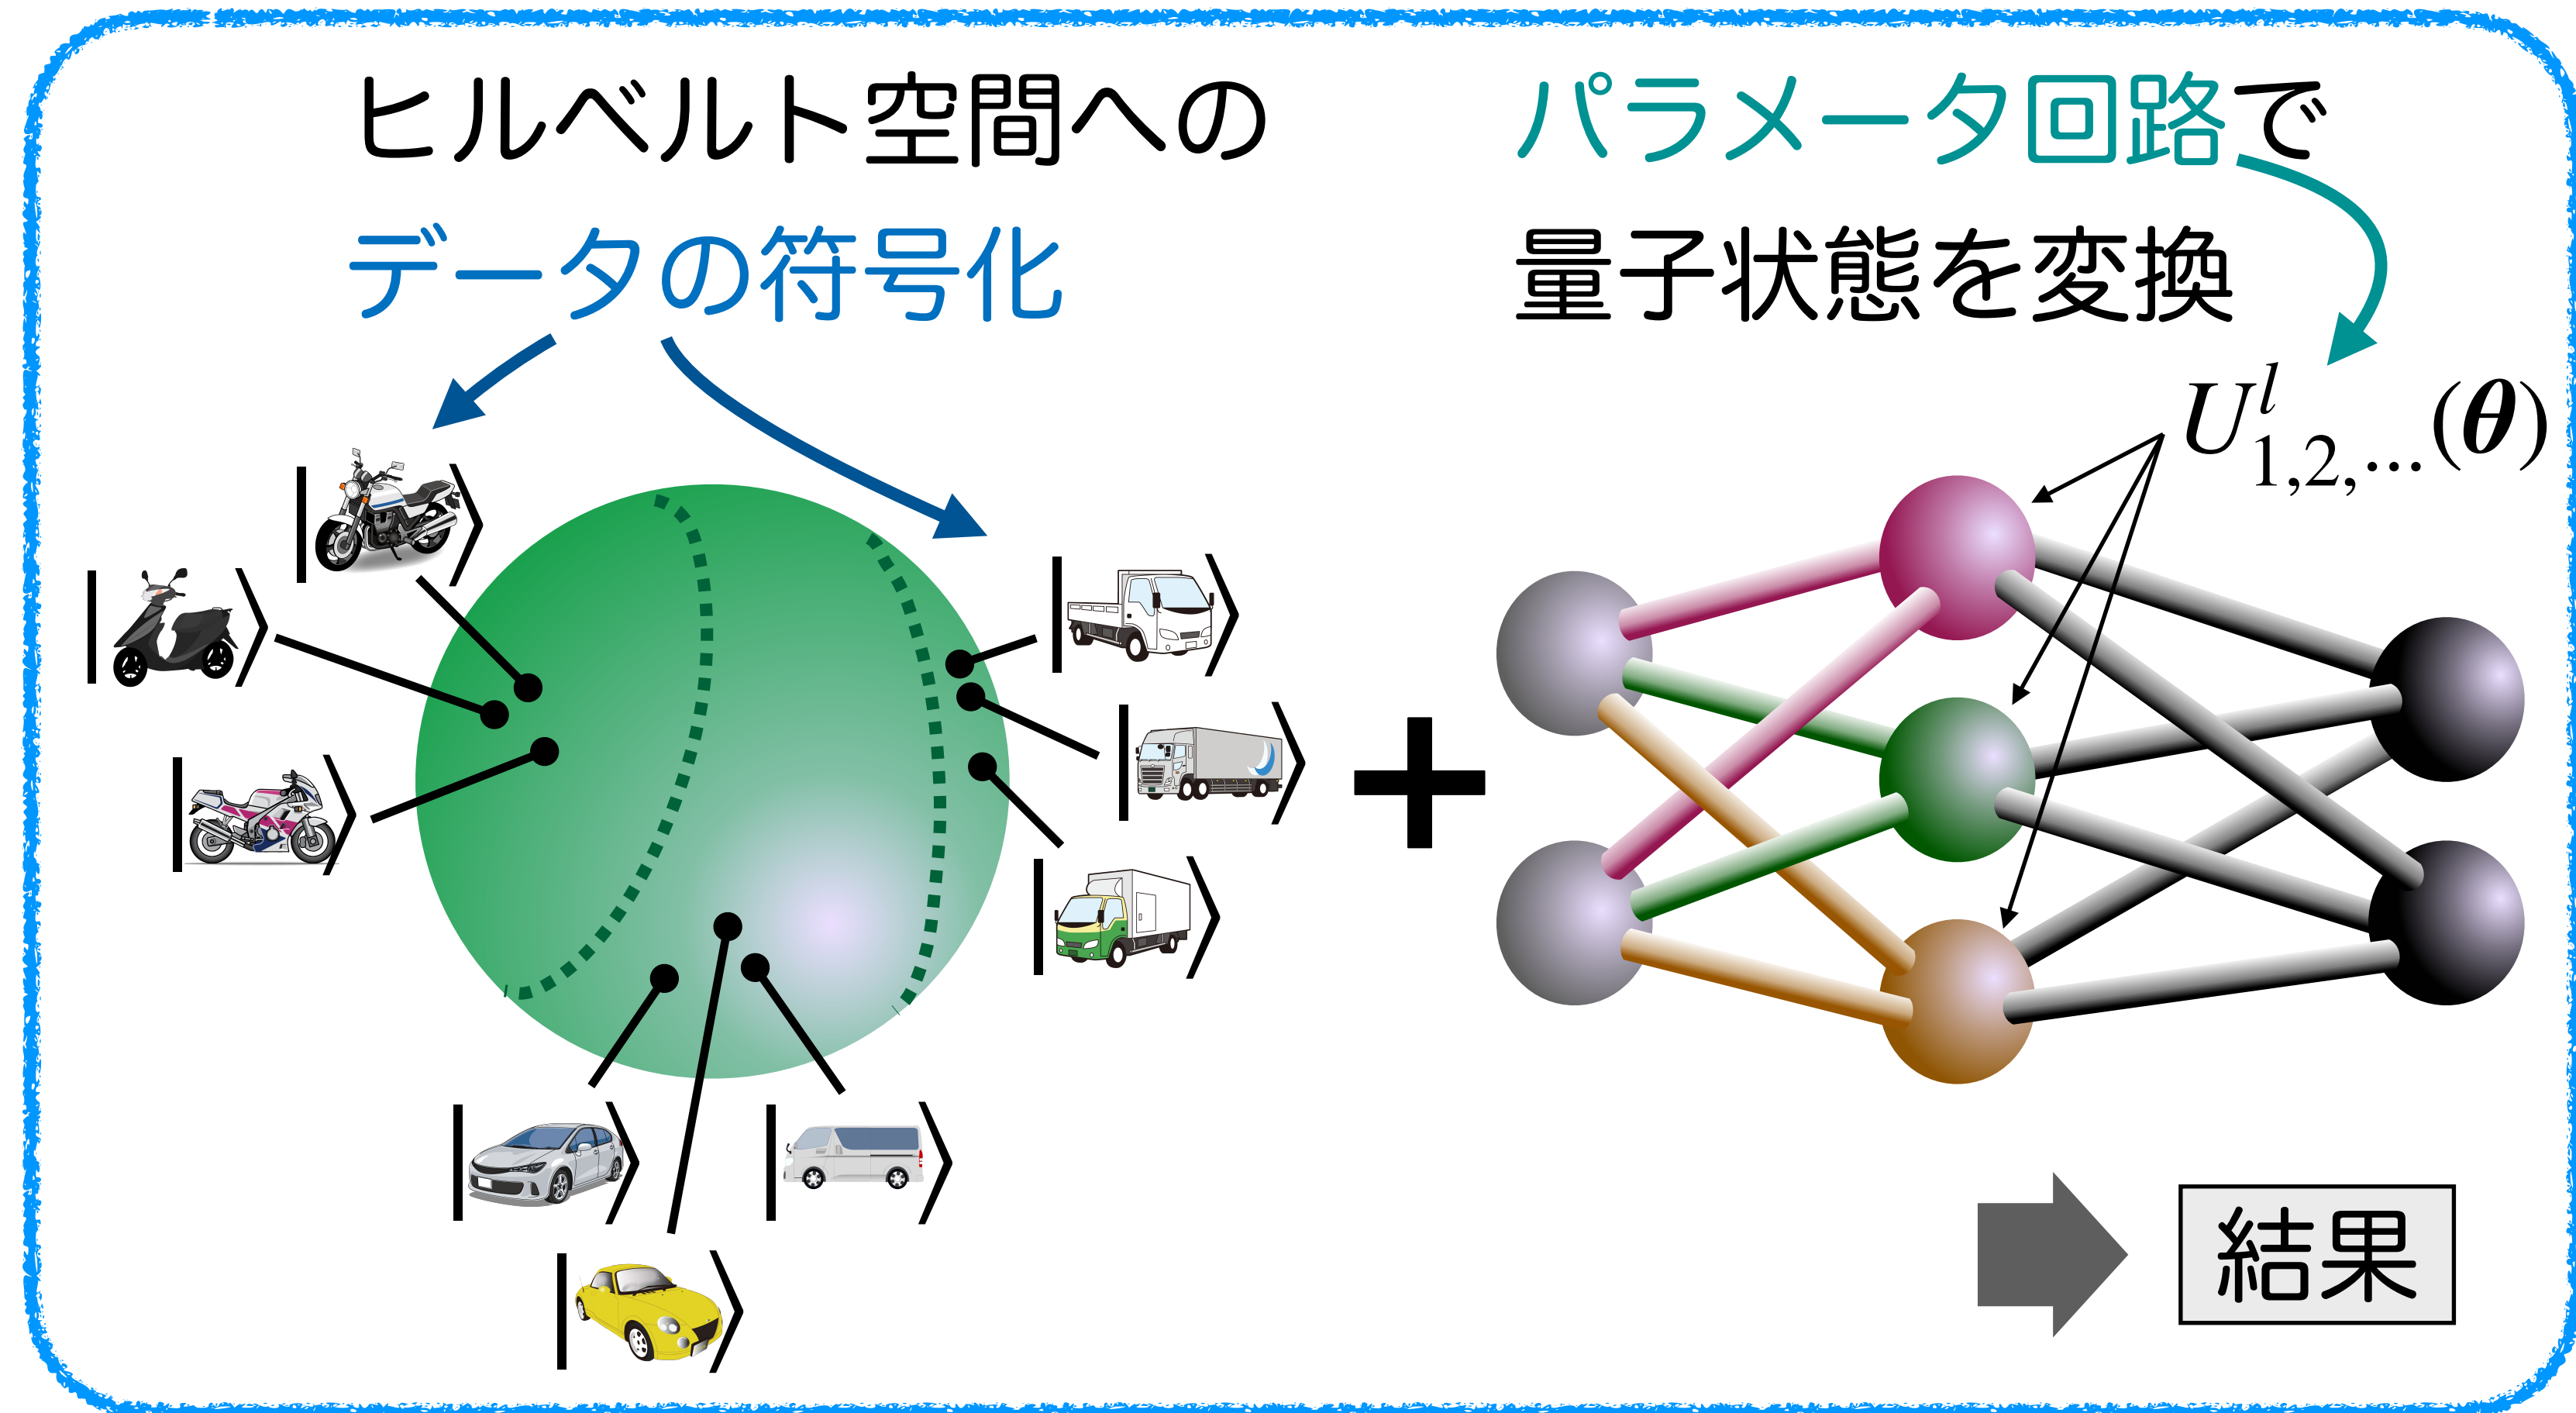 ヒルベルト空間への
データの符号化
パラメータ回路で
量子状態を変換
U^l_{1,2,…}(θ)
+
結果